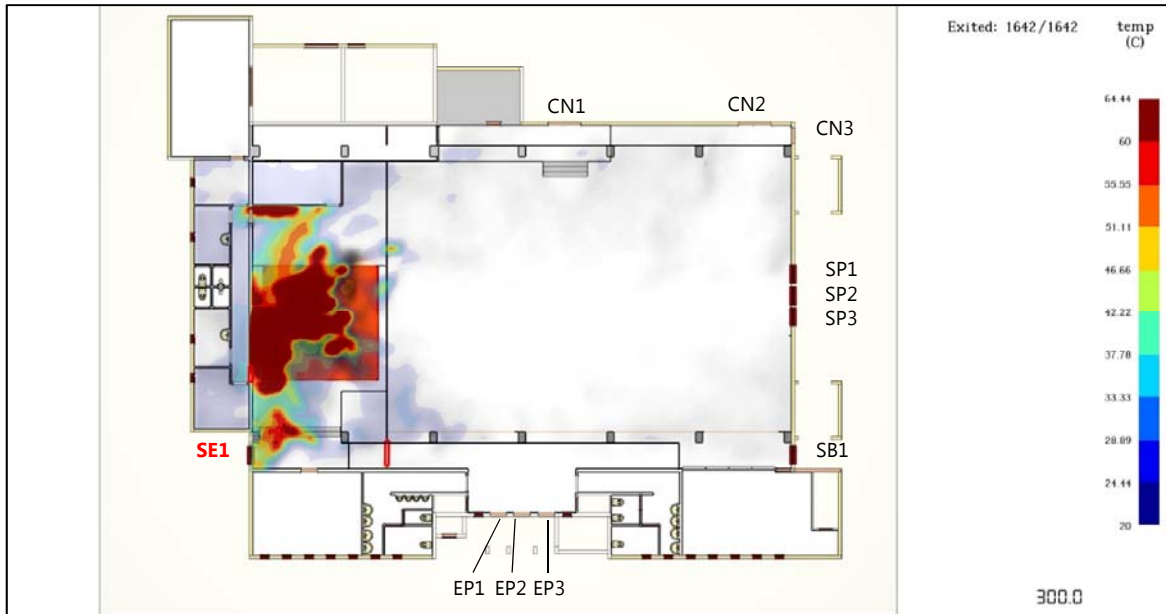 Exited: 1642/1642
temp
(C)
CN1
CN2
CN3
64.44
60
55.55
51.11
46.66
42.22
37.78
33.33
28.89
24.44
20
SP1
SP2
SP3
SE1
SB1
EP1 EP2 EP3
300.0